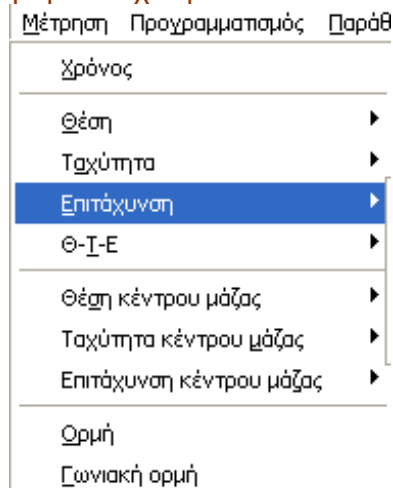 Μέτρηση Προγραμματισμός Παράθ
Χρόνος
Θέση
Ταχύτητα
Επιτάχυνση
Θ-Τ-Ε
Θέση κέντρου μάζας
Ταχύτητα κέντρου μάζας
Επιτάχυνση κέντρου μάζας
Ορμή
Γωνιακή ορμή